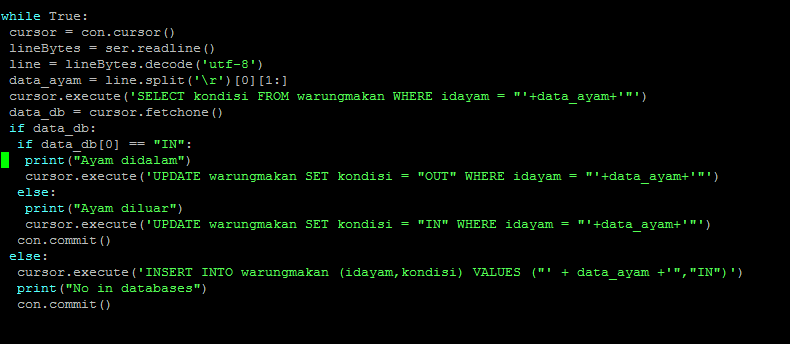 while True:
 cursor = con.cursor()
 lineBytes = ser.readline()
 line = lineBytes.decode('utf-8')
 data_ayam = line.split('\r')[0][1:]
 cursor.execute('SELECT kondisi FROM warungmakan WHERE idayam = "'+data_ayam+'"')
 data_db = cursor.fetchone()
 if data_db:
  if data_db[0] == "IN":
   print("Ayam didalam")
   cursor.execute('UPDATE warungmakan SET kondisi = "OUT" WHERE idayam = "'+data_ayam+'"')
  else:
   print("Ayam diluar")
   cursor.execute('UPDATE warungmakan SET kondisi = "IN" WHERE idayam = "'+data_ayam+'"')
  con.commit()
 else:
  cursor.execute('INSERT INTO warungmakan (idayam,kondisi) VALUES ("' + data_ayam +'","IN")')
  print("No in databases")
  con.commit()